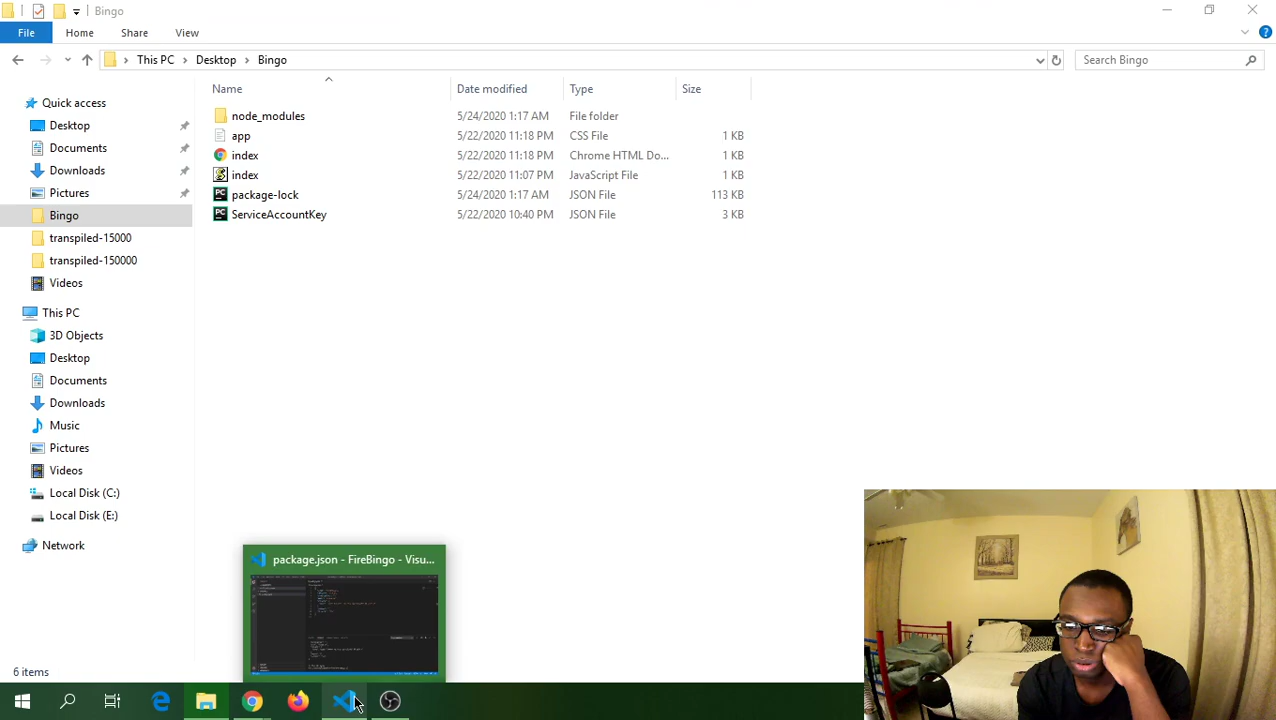 Bingo
File Home Share View
This PC Desktop Bingo Search Bingo
Name Date modified Type Size
Quick access
Desktop
Documents
Downloads
Pictures
Bingo
transpiled-15000
transpiled-150000
Videos
This PC
3D Objects
Desktop
Documents
Downloads
Music
Pictures
Videos
Local Disk (C:)
Local Disk (E:)
Network
node_modules 5/24/2020 1:17 AM File folder
app 5/22/2020 11:18 PM CSS File 1 KB
index 5/22/2020 11:18 PM Chrome HTML Do... 1 KB
index 5/22/2020 11:07 PM JavaScript File 1 KB
package-lock 5/24/2020 1:17 AM JSON File 113 KB
ServiceAccountKey 5/22/2020 10:40 PM JSON File 3 KB
package.json - FireBingo - Visu...
6 items